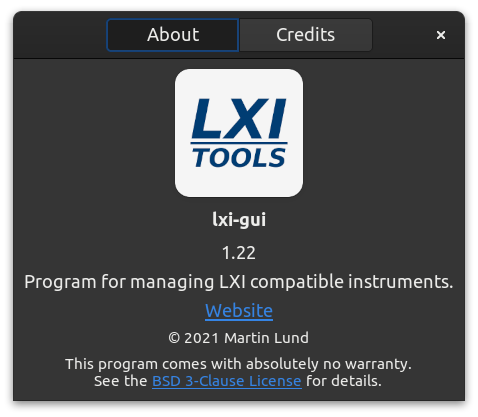 About
Credits
×
LXI
TOOLS
lxi-gui
1.22
Program for managing LXI compatible instruments.
Website
© 2021 Martin Lund
This program comes with absolutely no warranty.
See the BSD 3-Clause License for details.